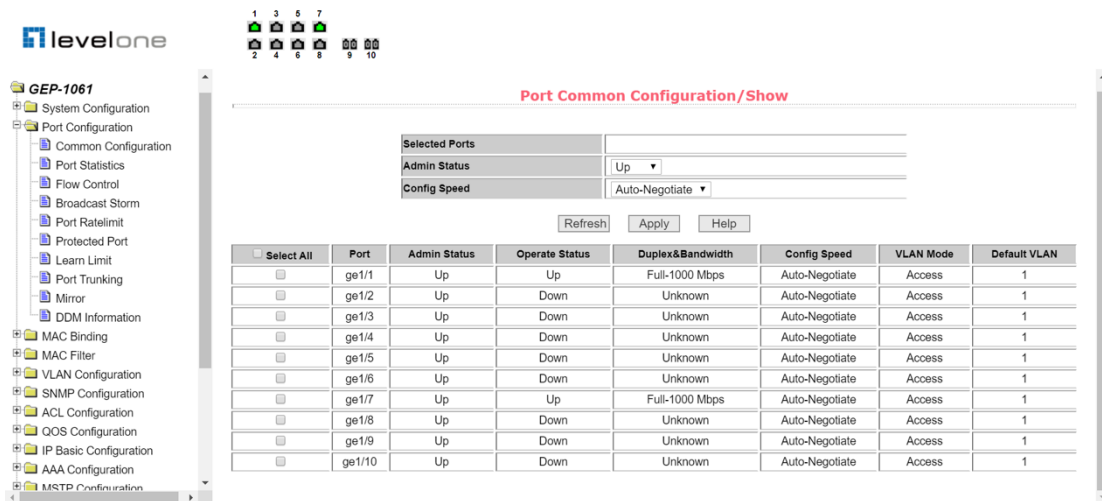 1 3 5 7
levelone
2 4 6 8 9 10
GEP-1061
System Configuration
Port Configuration
Common Configuration
Port Statistics
Flow Control
Broadcast Storm
Port Ratelimit
Protected Port
Learn Limit
Port Trunking
Mirror
DDM Information
MAC Binding
MAC Filter
VLAN Configuration
SNMP Configuration
ACL Configuration
QOS Configuration
IP Basic Configuration
AAA Configuration
MSTP Configuration
Port Common Configuration/Show
Selected Ports
Admin Status Up
Config Speed Auto-Negotiate
Refresh Apply Help
Select All Port Admin Status Operate Status Duplex&Bandwidth Config Speed VLAN Mode Default VLAN
ge1/1 Up Up Full-1000 Mbps Auto-Negotiate Access 1
ge1/2 Up Down Unknown Auto-Negotiate Access 1
ge1/3 Up Down Unknown Auto-Negotiate Access 1
ge1/4 Up Down Unknown Auto-Negotiate Access 1
ge1/5 Up Down Unknown Auto-Negotiate Access 1
ge1/6 Up Down Unknown Auto-Negotiate Access 1
ge1/7 Up Up Full-1000 Mbps Auto-Negotiate Access 1
ge1/8 Up Down Unknown Auto-Negotiate Access 1
ge1/9 Up Down Unknown Auto-Negotiate Access 1
ge1/10 Up Down Unknown Auto-Negotiate Access 1